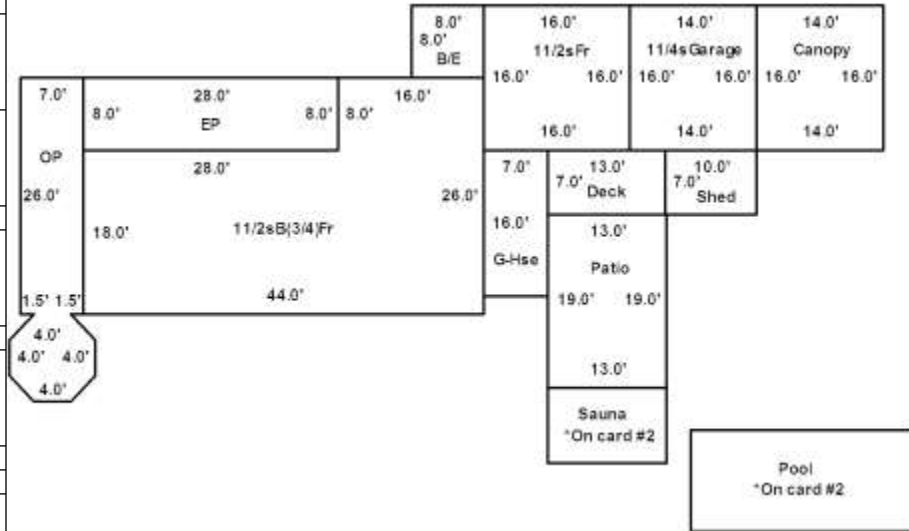 8.0'
8.0'
B/E
16.0'
11/2sFr
16.0' 16.0'
16.0'
14.0'
11/4sGarage
16.0' 16.0'
14.0'
14.0'
Canopy
16.0' 16.0'
14.0'
7.0'
OP
26.0'
1.5' 1.5'
28.0'
8.0' 8.0'
EP
16.0'
8.0'
28.0'
26.0'
18.0'
11/2sB(3/4)Fr
44.0'
7.0'
16.0'
G-Hse
13.0'
7.0'
Deck
10.0'
7.0'
Shed
13.0'
Patio
19.0' 19.0'
13.0'
4.0'
4.0' 4.0'
4.0'
Sauna
*On card #2
Pool
*On card #2